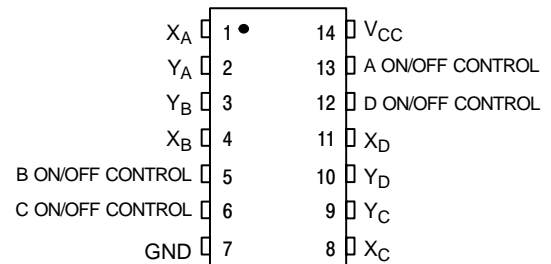 X_A 1 14 V_CC
Y_A 2 13 A ON/OFF CONTROL
Y_B 3 12 D ON/OFF CONTROL
X_B 4 11 X_D
B ON/OFF CONTROL 5 10 Y_D
C ON/OFF CONTROL 6 9 Y_C
GND 7 8 X_C